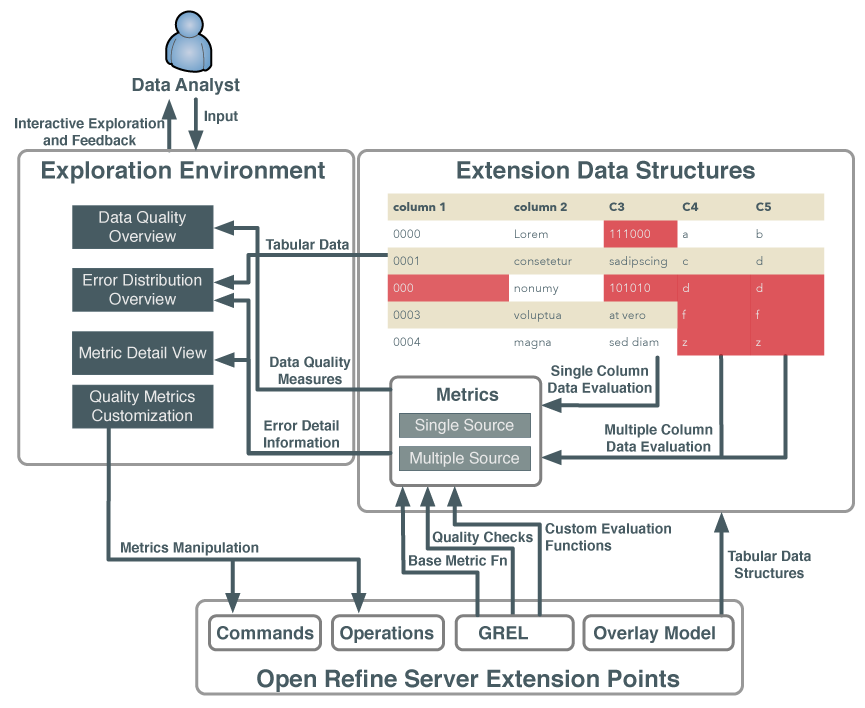 Data Analyst
Interactive Exploration
and Feedback
Input
Exploration Environment
Data Quality
Overview
Error Distribution
Overview
Metric Detail View
Quality Metrics
Customization
Tabular Data
Data Quality
Measures
Error Detail
Information
Extension Data Structures
column 1 column 2 C3 C4 C5
0000 Lorem 111000 a b
0001 consetetur sadipscing c d
000 nonumy 101010 d d
0003 voluptua at vero f f
0004 magna sed diam z z
Metrics
Single Source
Multiple Source
Single Column
Data Evaluation
Multiple Column
Data Evaluation
Metrics Manipulation
Base Metric Fn
Quality Checks
Custom Evaluation
Functions
Tabular Data
Structures
Commands
Operations
GREL
Overlay Model
Open Refine Server Extension Points